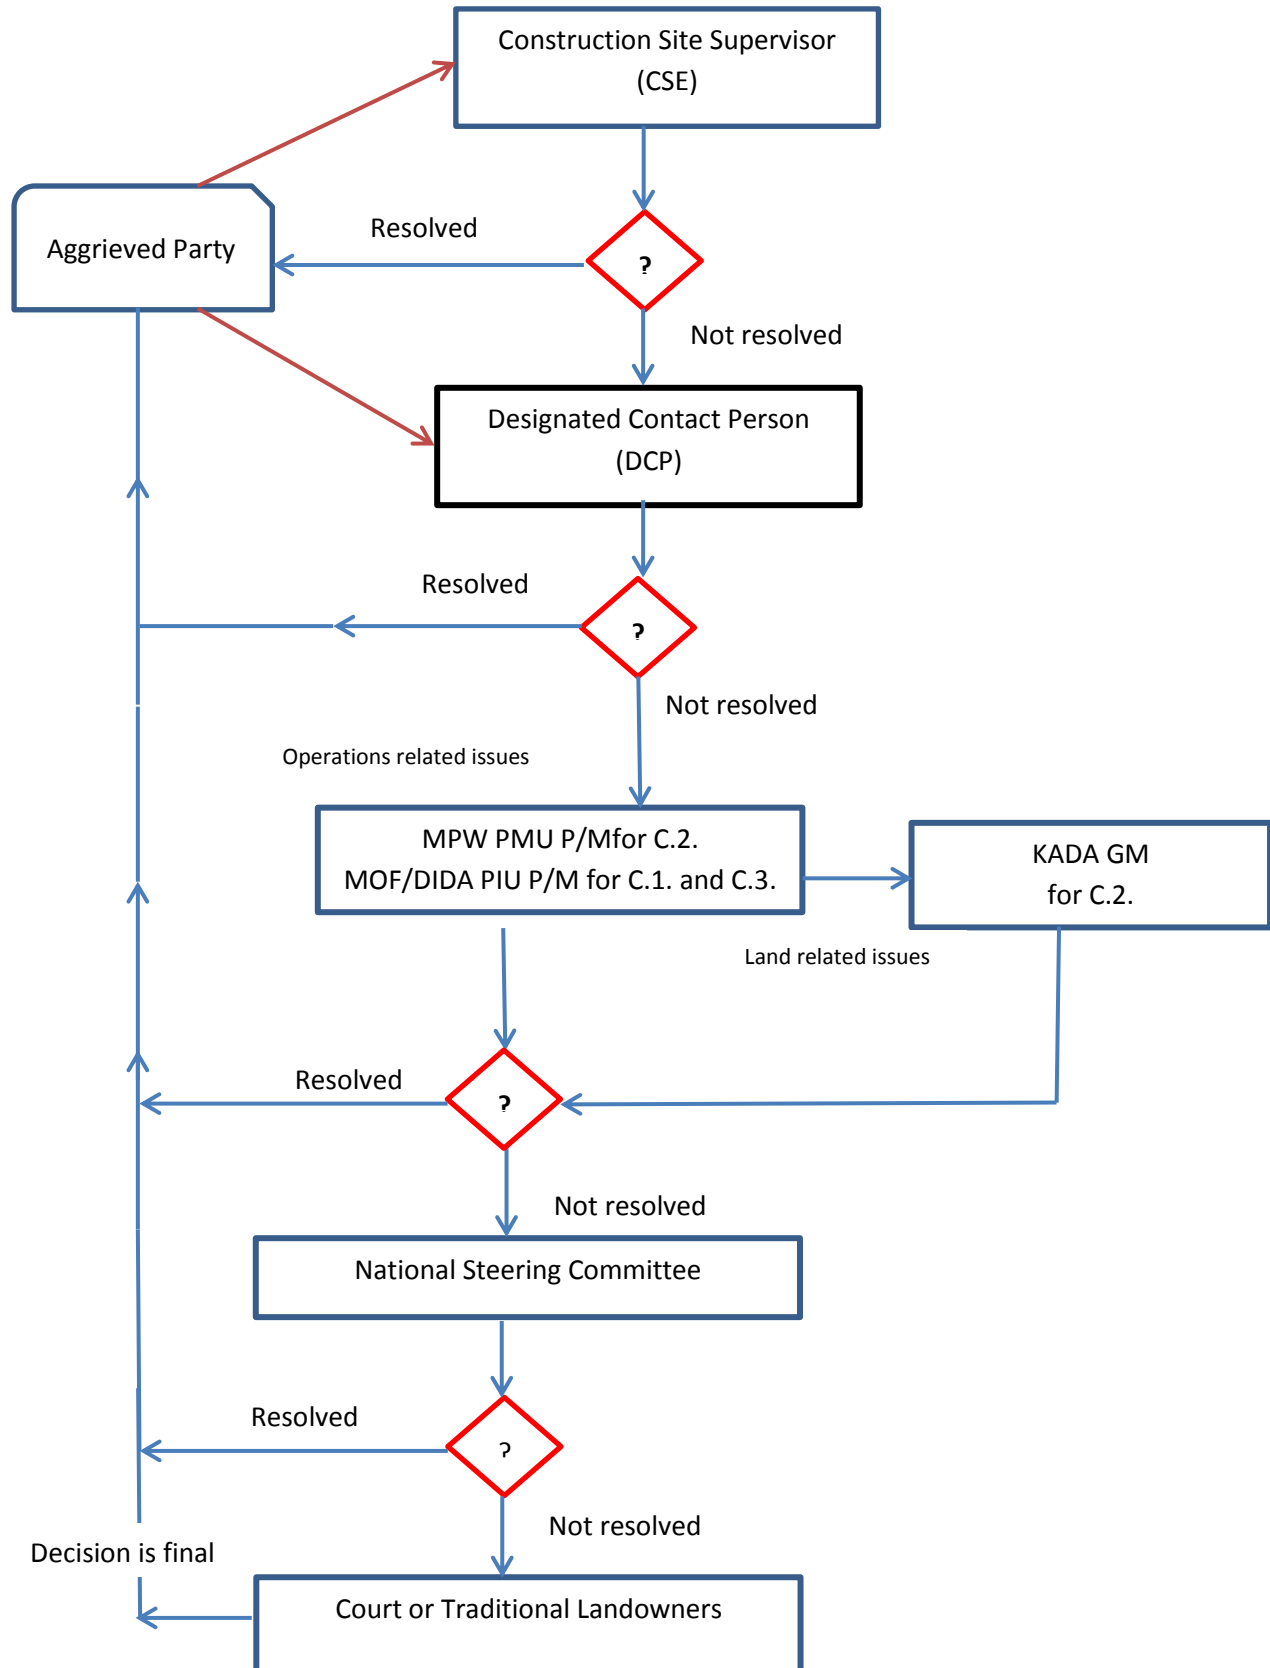 Construction Site Supervisor
(CSE)
Aggrieved Party
Resolved
?
Not resolved
Designated Contact Person
(DCP)
Resolved
?
Not resolved
Operations related issues
MPW PMU P/Mfor C.2.
MOF/DIDA PIU P/M for C.1. and C.3.
KADA GM
for C.2.
Land related issues
Resolved
?
Not resolved
National Steering Committee
Resolved
?
Not resolved
Decision is final
Court or Traditional Landowners